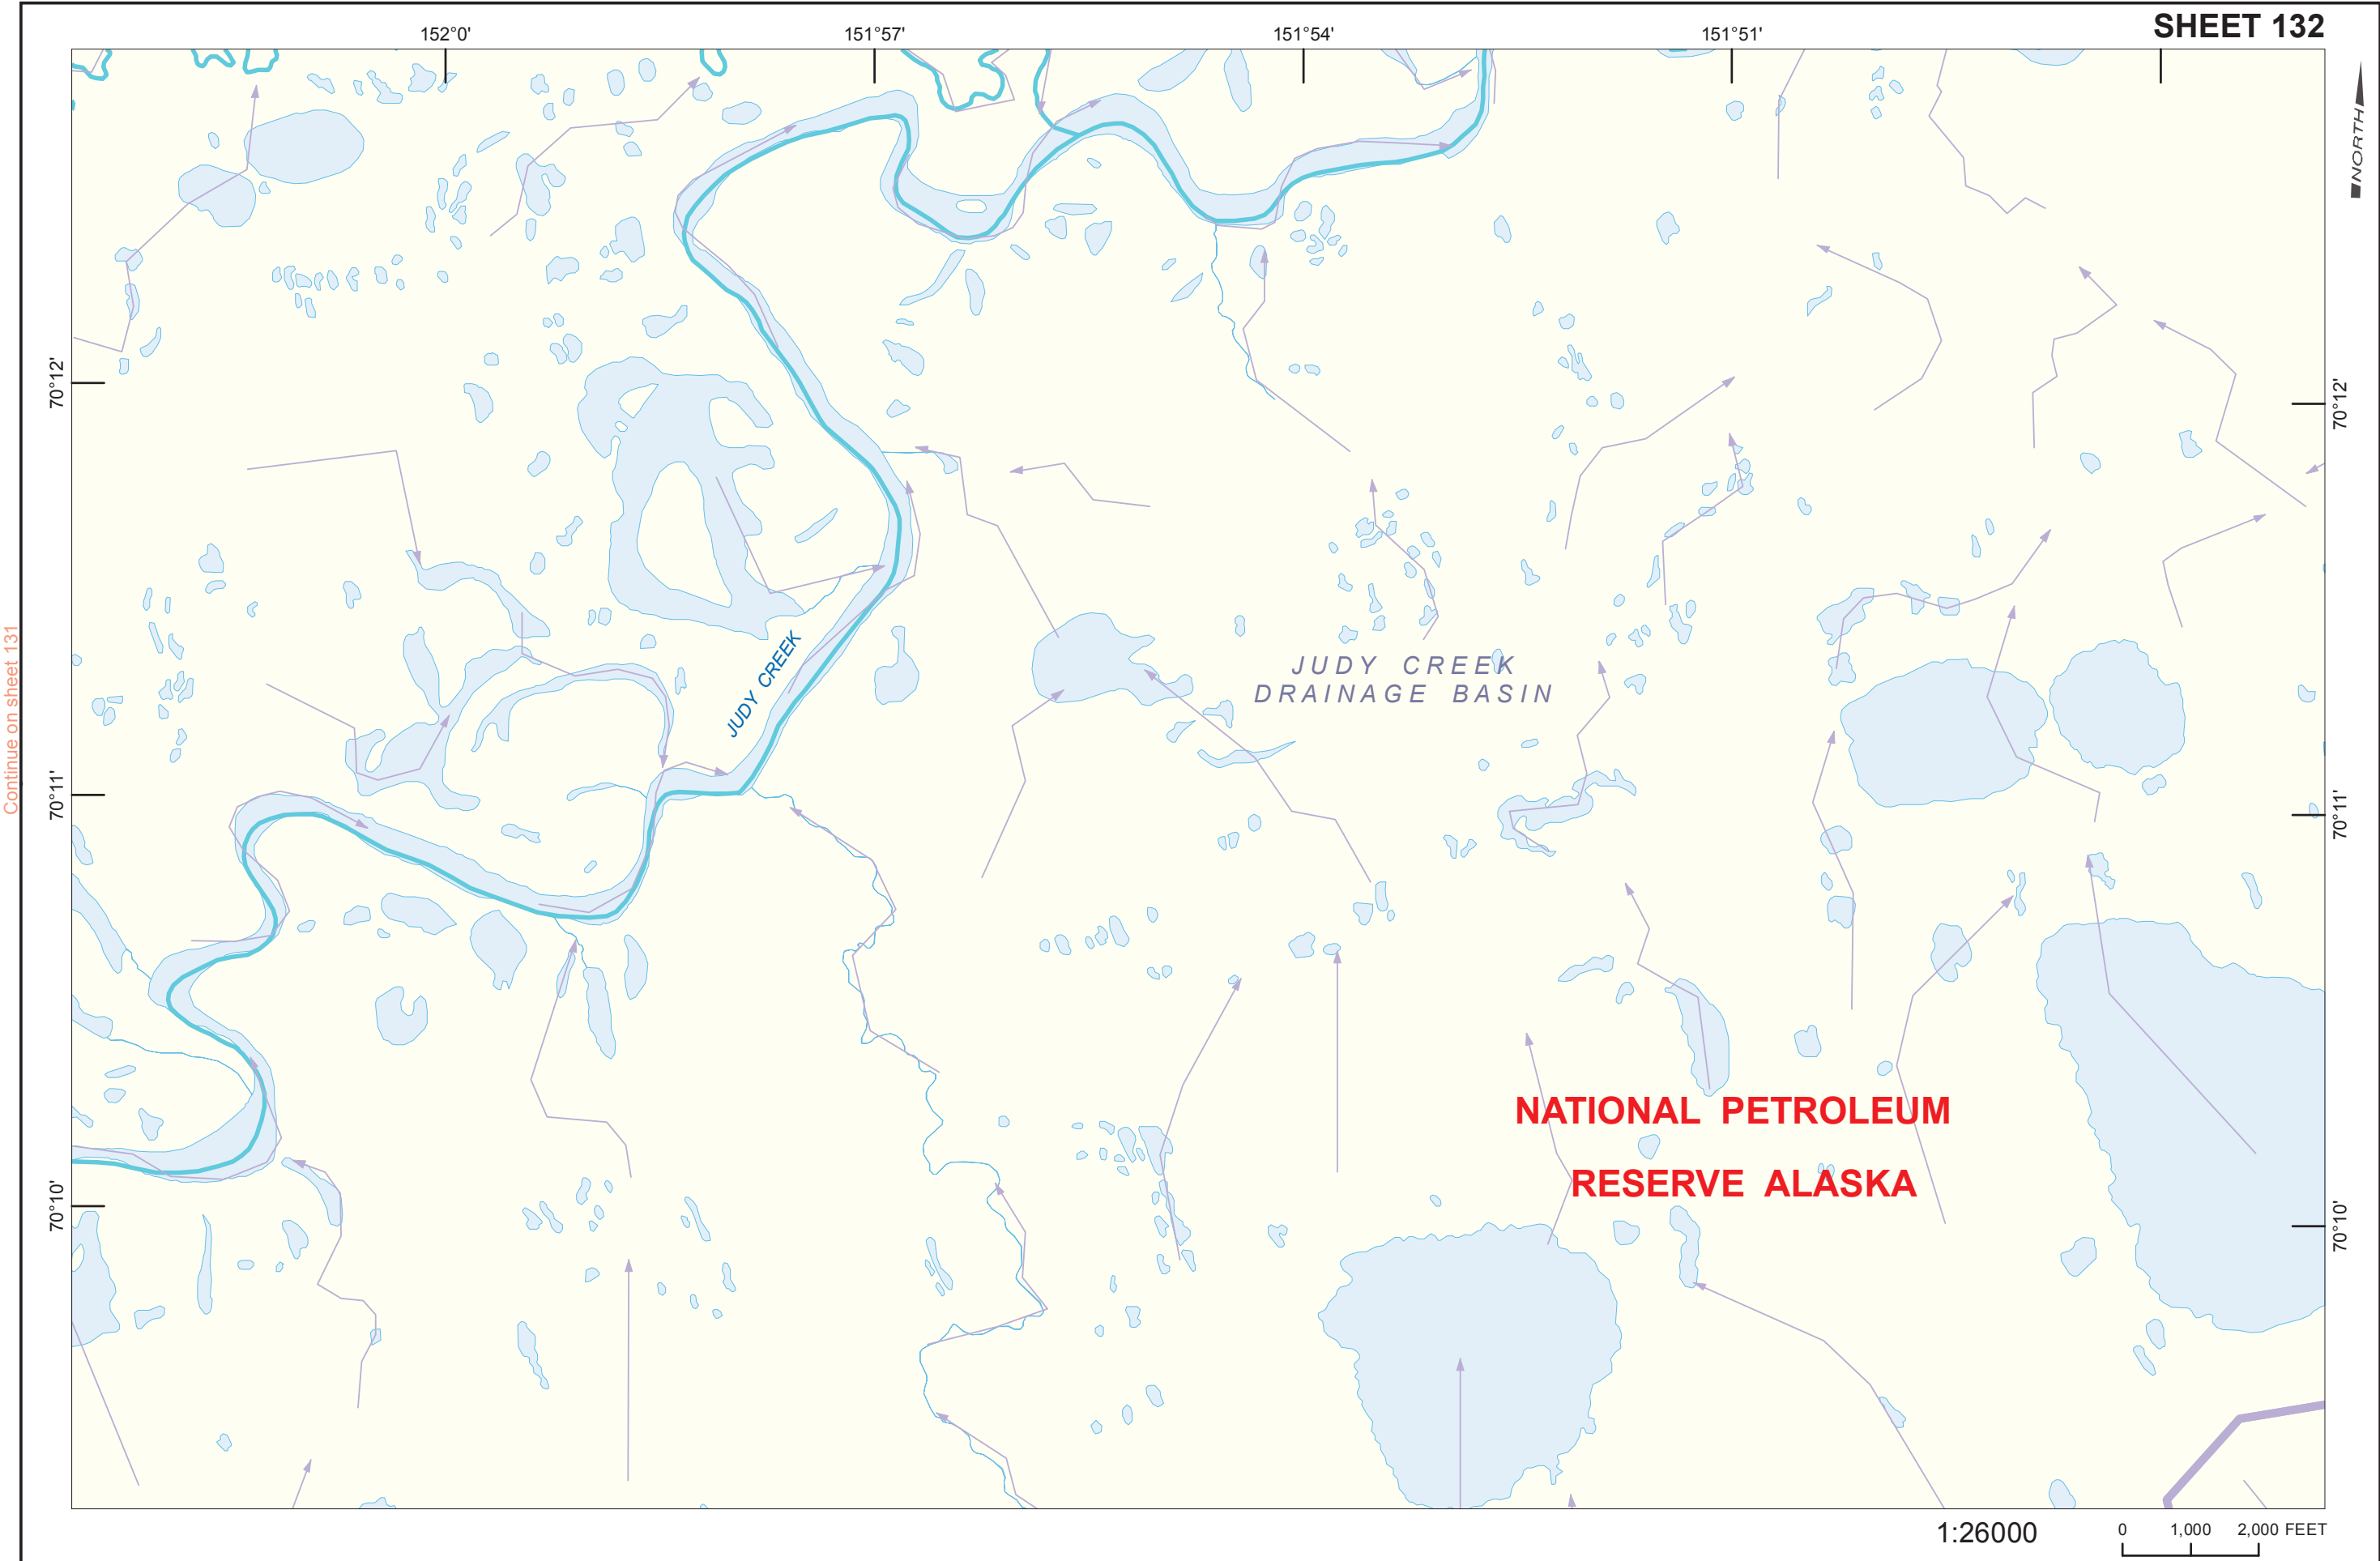 SHEET 132
152°0'
151°57'
151°54'
151°51'
NORTH
70°12'
70°12'
Continue on sheet 131
JUDY CREEK
JUDY CREEK
DRAINAGE BASIN
70°11'
70°11'
NATIONAL PETROLEUM
RESERVE ALASKA
70°10'
70°10'
1:26000
0 1,000 2,000 FEET